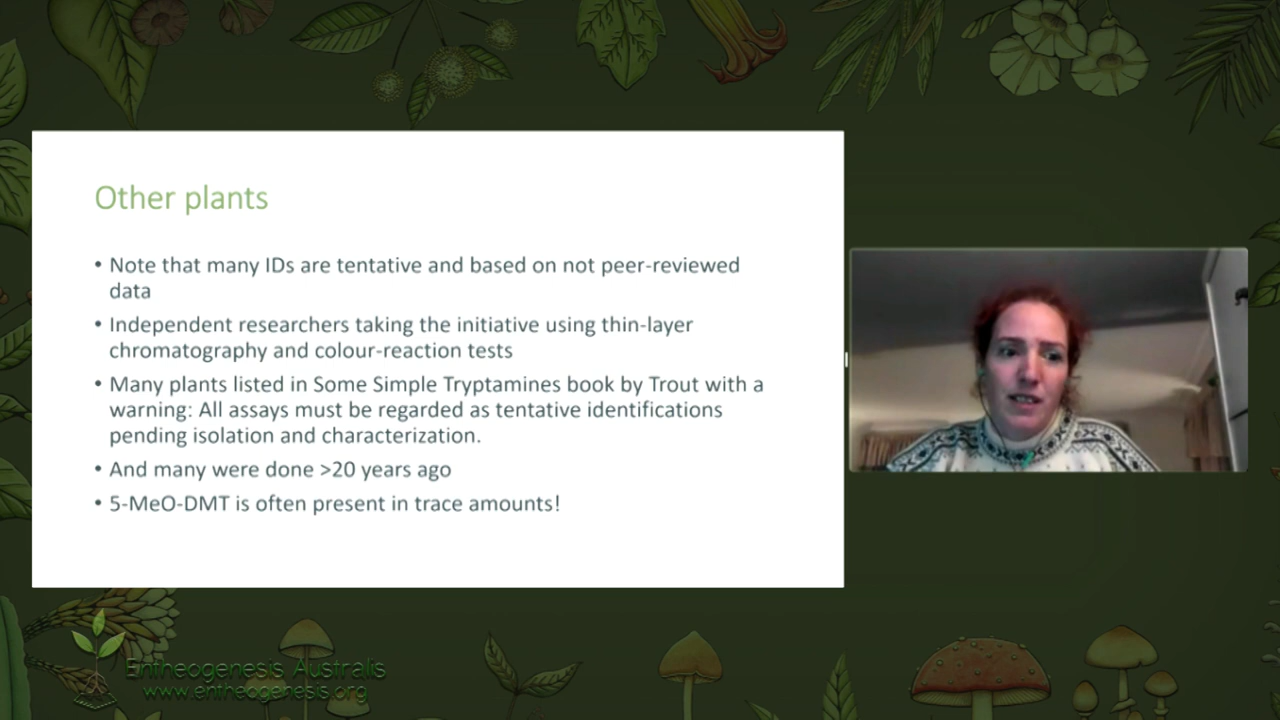 Other plants
• Note that many IDs are tentative and based on not peer-reviewed
data
• Independent researchers taking the initiative using thin-layer
chromatography and colour-reaction tests
• Many plants listed in Some Simple Tryptamines book by Trout with a
warning: All assays must be regarded as tentative identifications
pending isolation and characterization.
• And many were done >20 years ago
• 5-MeO-DMT is often present in trace amounts!
Entheogenesis Australis
www.entheogenesis.org